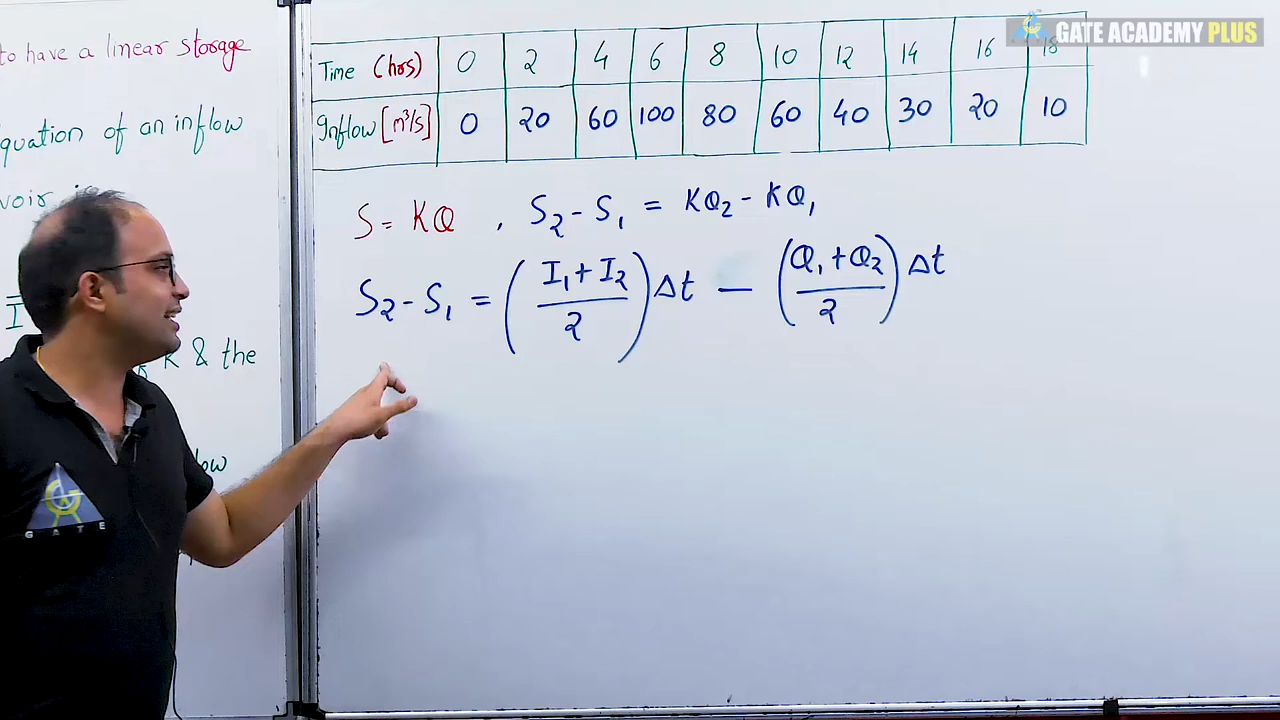 GATE ACADEMY PLUS
to have a linear storage
quation of an inflow
voir
I
K & the
low
GATE
Time (hrs) 0 2 4 6 8 10 12 14 16 18
Inflow [m³/s] 0 20 60 100 80 60 40 30 20 10
S = KQ , S₂ - S₁ = KQ₂ - KQ₁
S₂ - S₁ = (I₁ + I₂ / 2) Δt - (Q₁ + Q₂ / 2) Δt